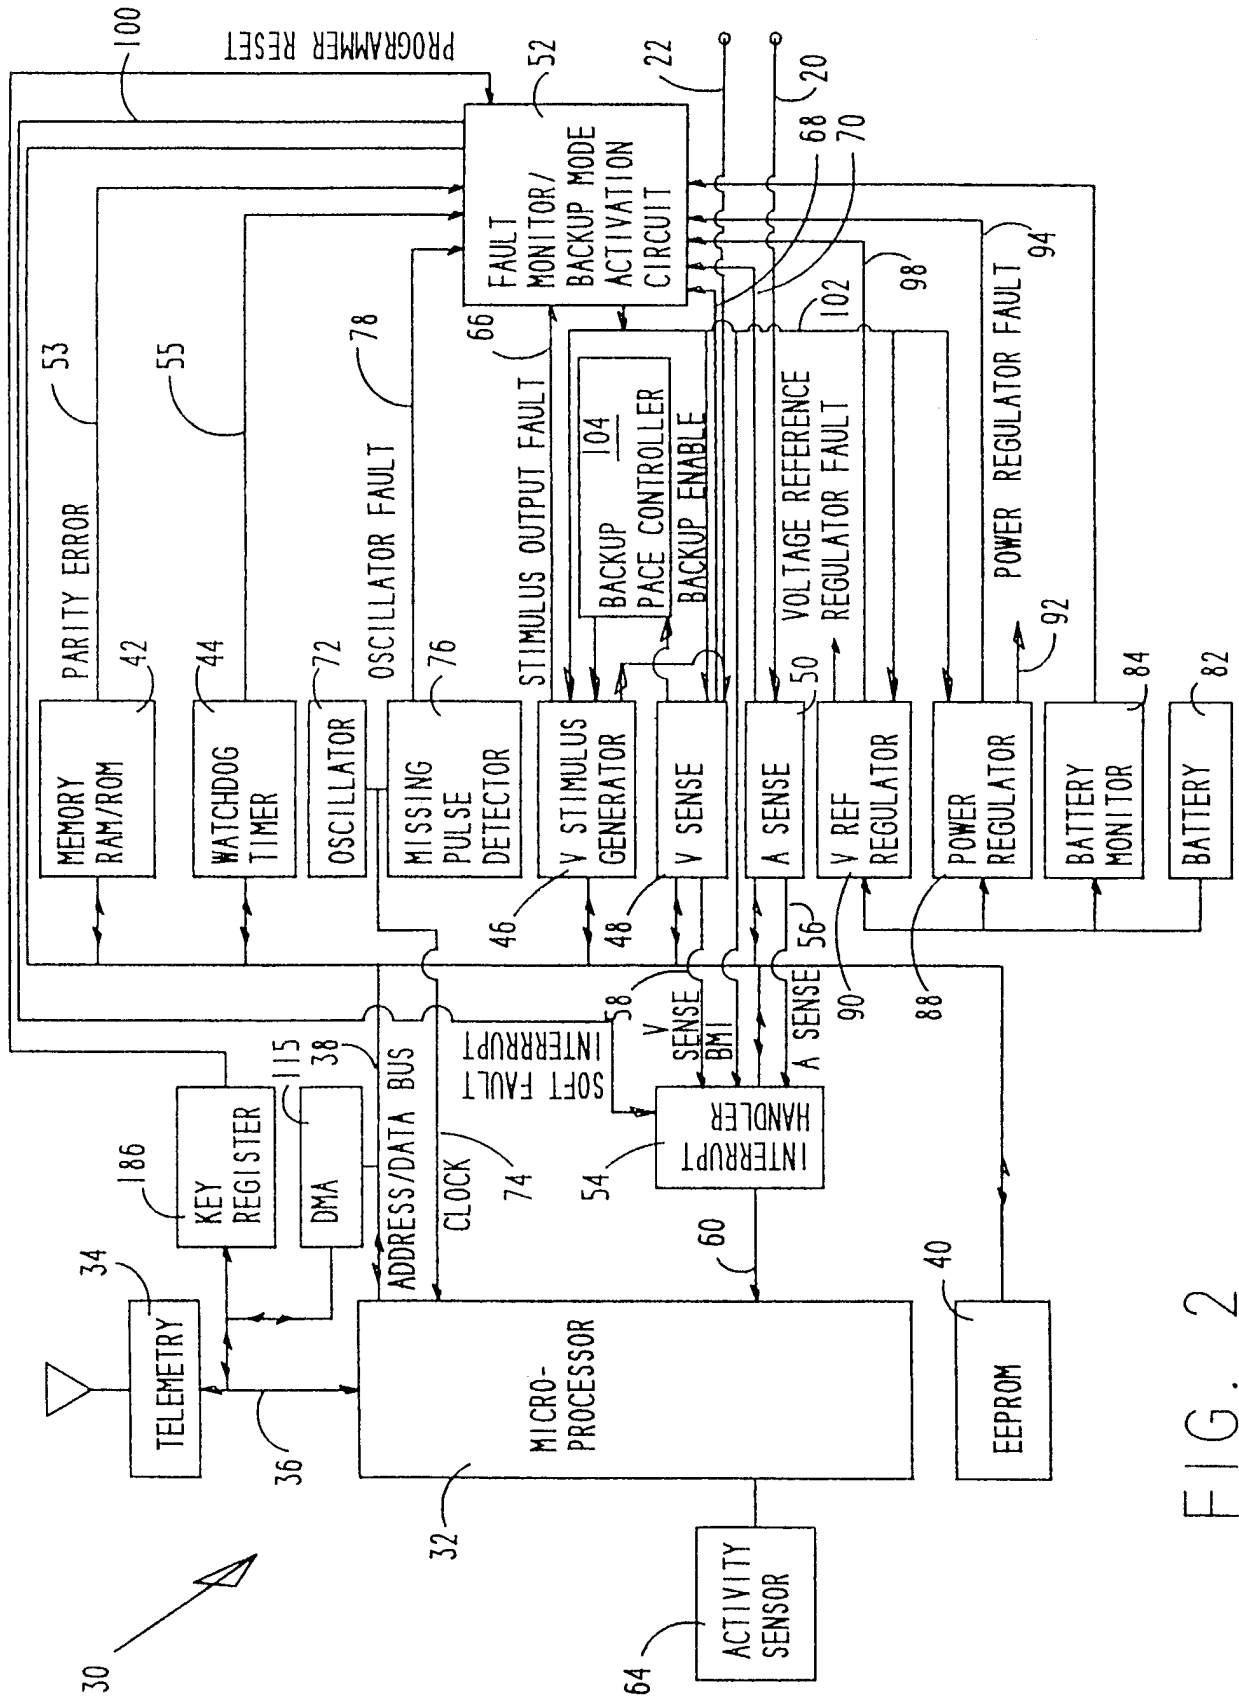 30
TELEMETRY
34
36
186
KEY
REGISTER
115
DMA
38
ADDRESS/DATA BUS
CLOCK
74
MICRO-
PROCESSOR
32
ACTIVITY
SENSOR
64
EEPROM
40
60
INTERRUPT
HANDLER
54
SOFT FAULT
INTERRRUPT
V
SENSE
58
BMI
A SENSE
56
MEMORY
RAM/ROM
42
PARITY ERROR
53
WATCHDOG
TIMER
44
55
OSCILLATOR
72
OSCILLATOR FAULT
MISSING
PULSE
DETECTOR
76
78
V STIMULUS
GENERATOR
46
STIMULUS OUTPUT FAULT
66
V SENSE
48
BACKUP
PACE CONTROLLER
104
BACKUP ENABLE
A SENSE
50
V REF
REGULATOR
90
VOLTAGE REFERENCE
REGULATOR FAULT
98
POWER
REGULATOR
88
POWER REGULATOR FAULT
92
94
BATTERY
MONITOR
84
BATTERY
82
FAULT
MONITOR/
BACKUP MODE
ACTIVATION
CIRCUIT
52
PROGRAMMER RESET
100
22
20
68
70
102
FIG. 2